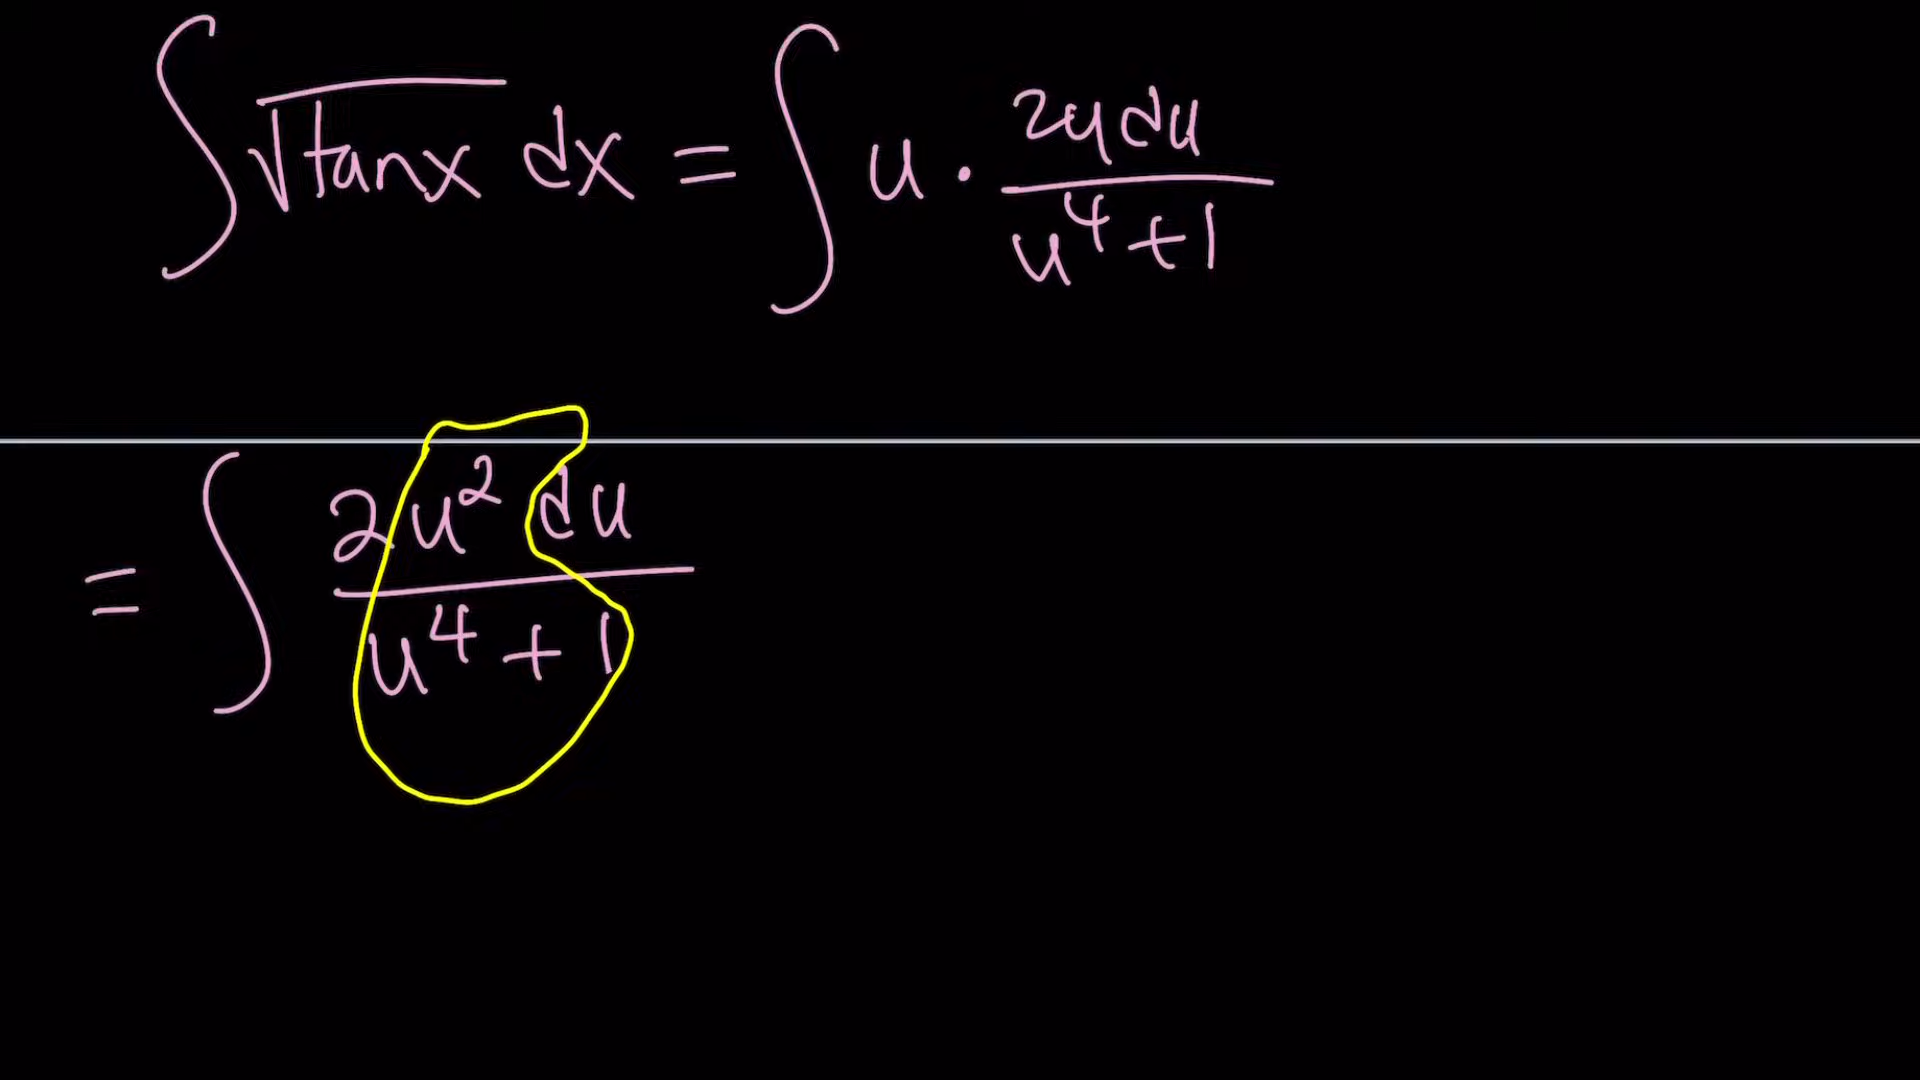 ∫√tanx dx = ∫ u · 2u du / u⁴+1
= ∫ 2u² du / u⁴ + 1